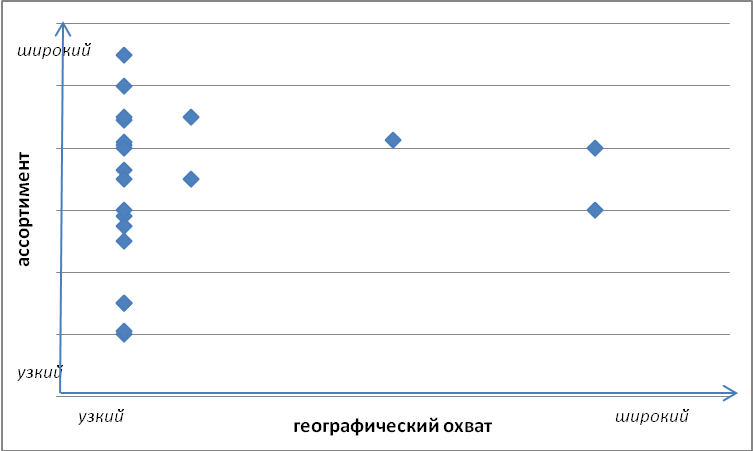 широкий
ассортимент
узкий
узкий
широкий
географический охват